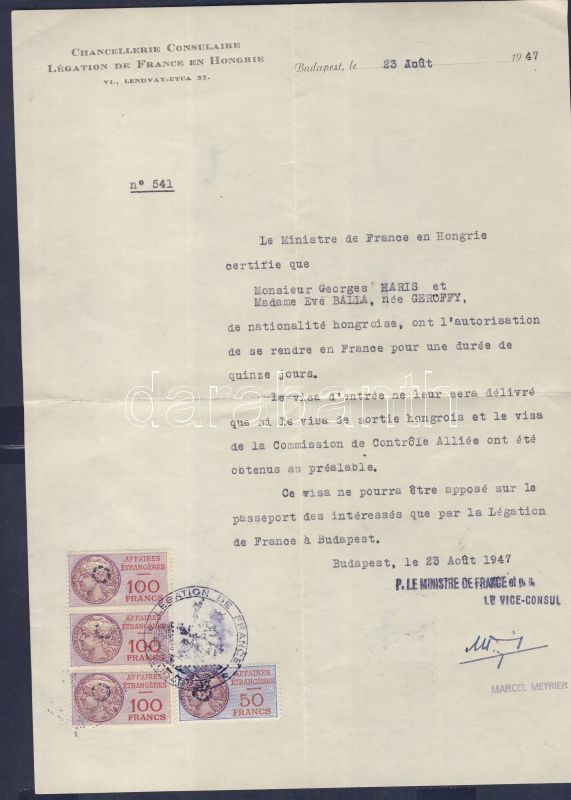 CHANCELLERIE CONSULAIRE
LÉGATION DE FRANCE EN HONGRIE
VI., LENDVAY-UTCA 27.
Budapest, le 23 Août 1947
n° 541
Le Ministre de France en Hongrie
certifie que
Monsieur Georges HARIS et
Madame Eve BALLA, née GEROFFY,
de nationalité hongroise, ont l'autorisation
de se rendre en France pour une durée de
quinze jours.
Le visa d'entrée ne leur sera délivré
que si le visa de sortie hongrois et le visa
de la Commission de Contrôle Alliée ont été
obtenus au préalable.
Ce visa ne pourra être apposé sur le
passeport des intéressés que par la Légation
de France à Budapest.
Budapest, le 23 Août 1947
P. LE MINISTRE DE FRANCE et p. o.
LE VICE-CONSUL
MARCEL MEYRIER
AFFAIRES
ÉTRANGÈRES
100
FRANCS
AFFAIRES
ÉTRANGÈRES
100
FRANCS
AFFAIRES
ÉTRANGÈRES
100
FRANCS
AFFAIRES
ÉTRANGÈRES
50
FRANCS
LÉGATION DE FRANCE
darabanth